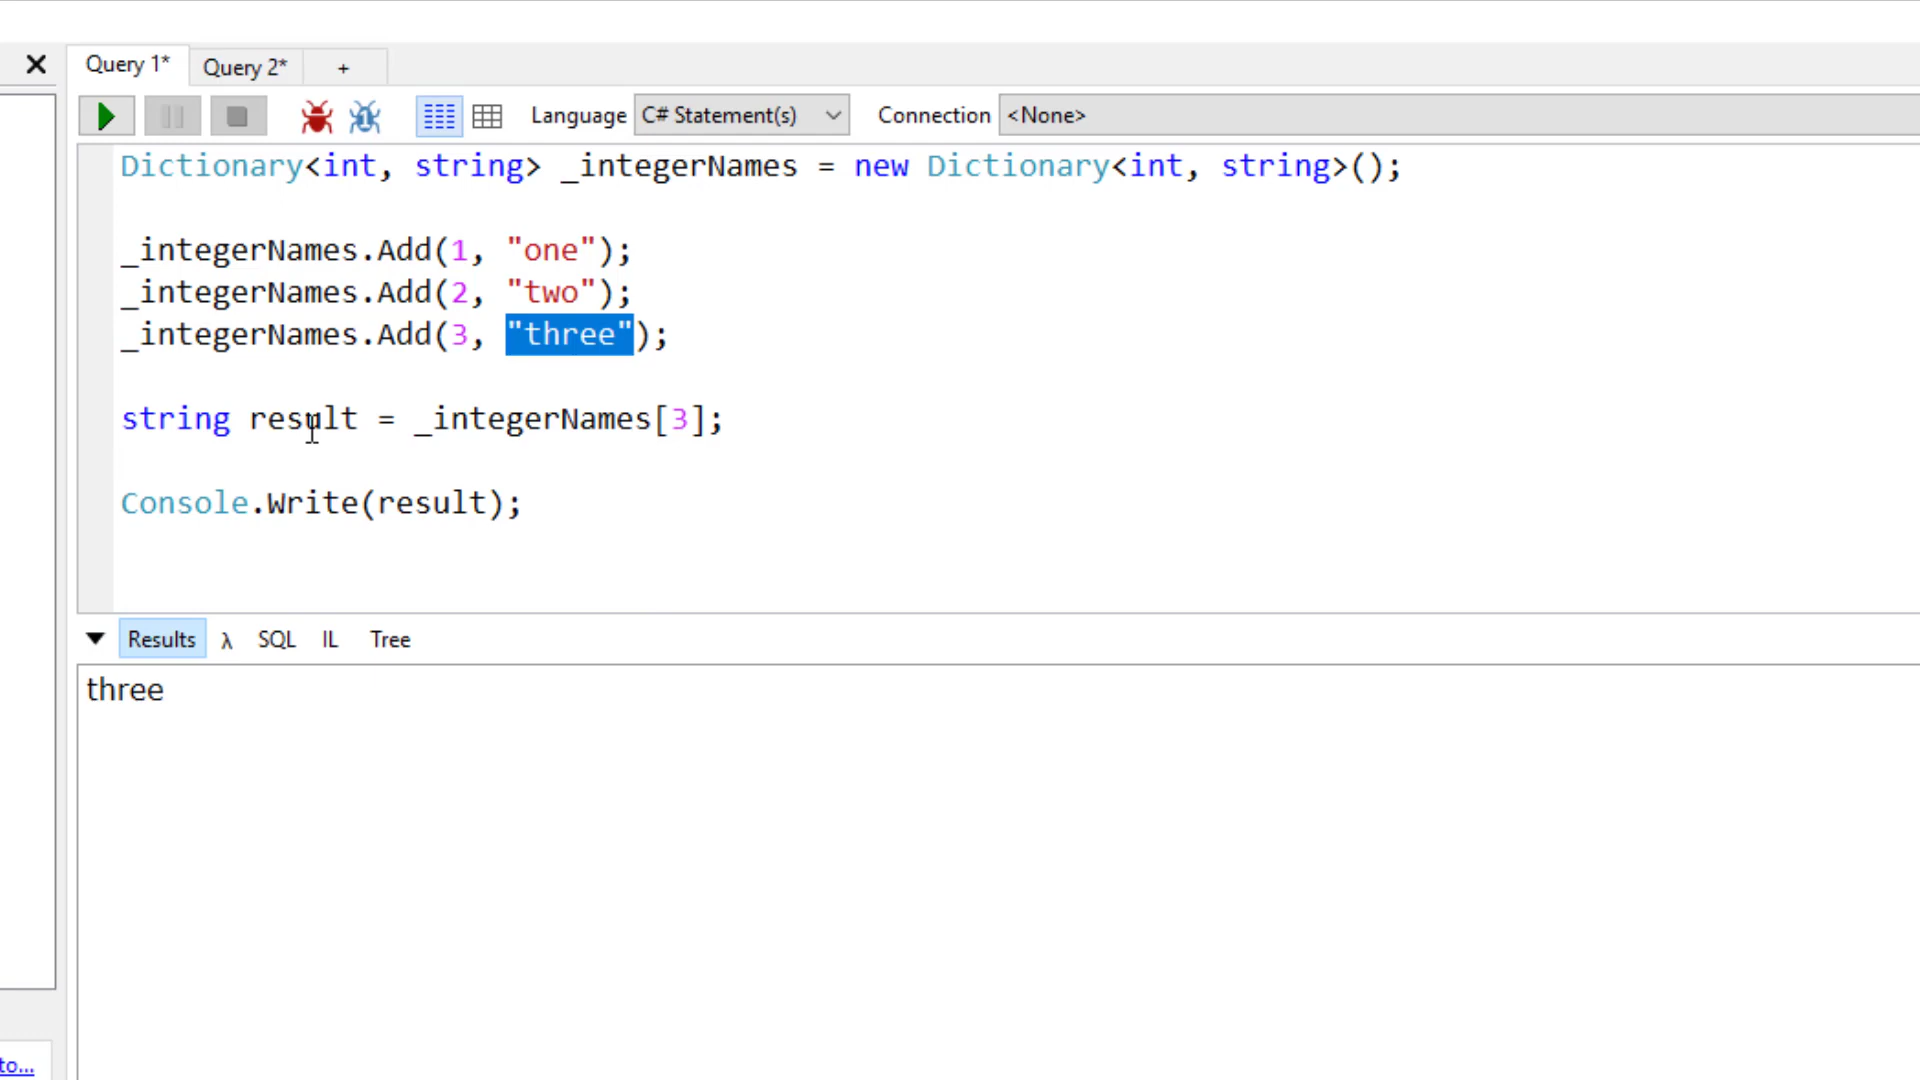 Query 1* Query 2* +
Language C# Statement(s) Connection <None>
Dictionary<int, string> _integerNames = new Dictionary<int, string>();
_integerNames.Add(1, "one");
_integerNames.Add(2, "two");
_integerNames.Add(3, "three");
string result = _integerNames[3];
Console.Write(result);
Results λ SQL IL Tree
three
to...